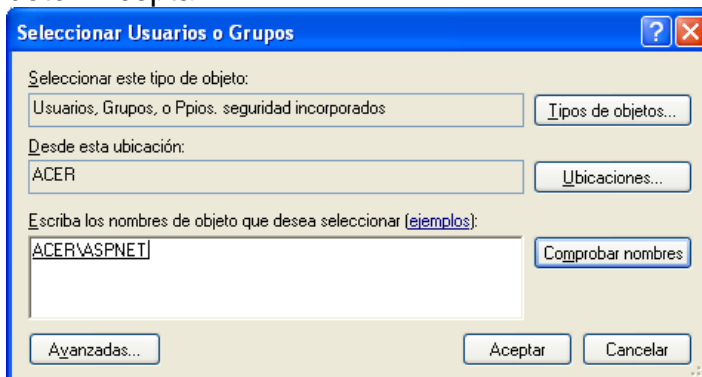 Seleccionar Usuarios o Grupos
Seleccionar este tipo de objeto:
Usuarios, Grupos, o Ppios. seguridad incorporados
Tipos de objetos...
Desde esta ubicación:
ACER
Ubicaciones...
Escriba los nombres de objeto que desea seleccionar (ejemplos):
ACER\ASPNET
Comprobar nombres
Avanzadas...
Aceptar
Cancelar